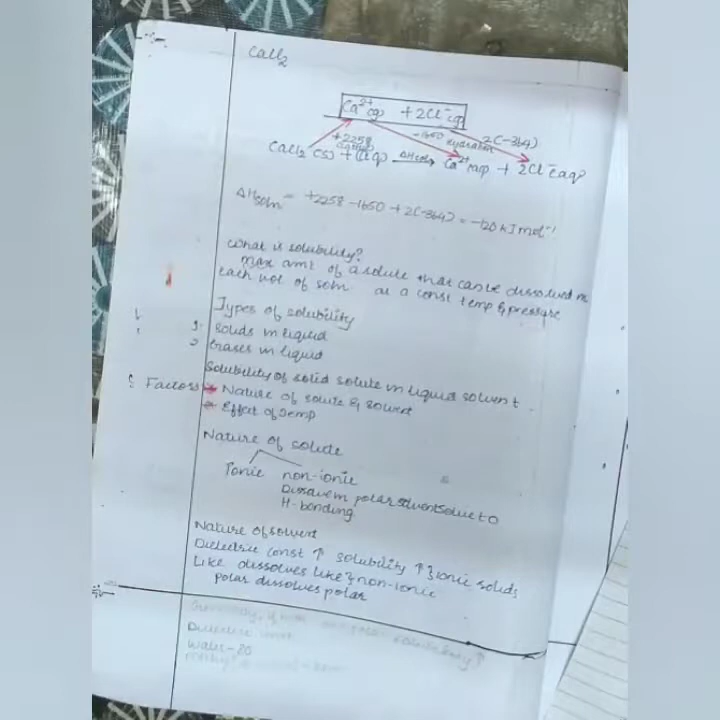 CaCl2
Ca2+(g) + 2Cl-(g)
+2258 -1650 hydration 2(-364)
CaCl2(s) + (aq) ΔHsoln → Ca2+(aq) + 2Cl-(aq)
ΔHsoln = +2258 -1650 + 2(-364) = -120 kJ mol-1
What is solubility?
max amt of a solute that can be dissolved in
each vol of soln at a const temp & pressure
Types of solubility
1. Solids in liquid
2 Gases in liquid
Solubility of solid solute in liquid solvent.
Factors * Nature of solute & solvent
* Effect of Temp
Nature of solute
Ionic non-ionic
Dissolve in polar solvents due to
H-bonding
Nature of solvent
Dielectric const ↑ solubility ↑ } ionic solids
Like dissolves like } non-ionic
polar dissolves polar
Dielectric const
Water-80